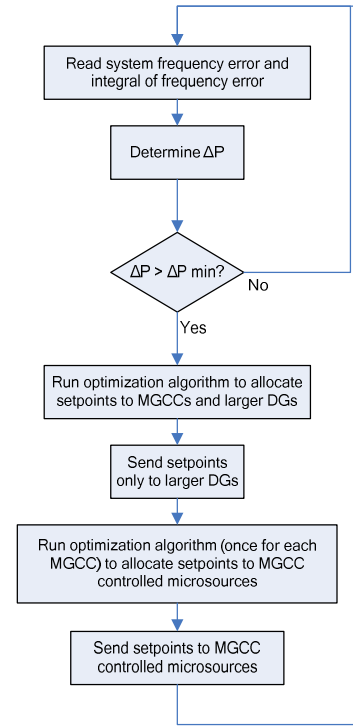 Read system frequency error and
integral of frequency error
Determine ΔP
ΔP > ΔP min?
No
Yes
Run optimization algorithm to allocate
setpoints to MGCCs and larger DGs
Send setpoints
only to larger DGs
Run optimization algorithm (once for each
MGCC) to allocate setpoints to MGCC
controlled microsources
Send setpoints to MGCC
controlled microsources